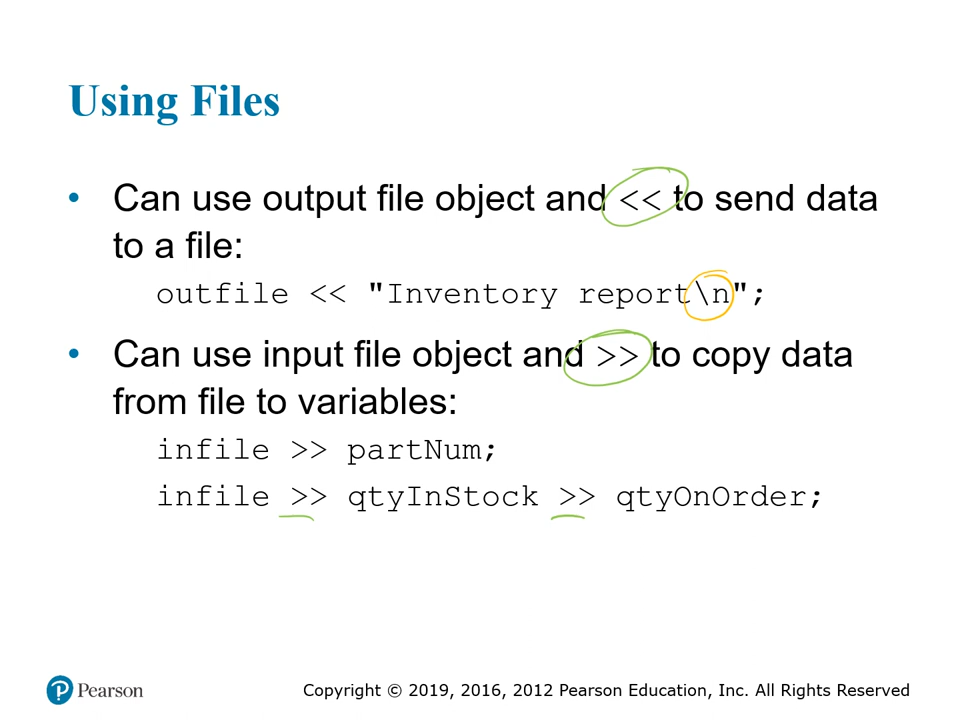 Using Files
• Can use output file object and << to send data
to a file:
outfile << "Inventory report\n";
• Can use input file object and >> to copy data
from file to variables:
infile >> partNum;
infile >> qtyInStock >> qtyOnOrder;
Pearson
Copyright © 2019, 2016, 2012 Pearson Education, Inc. All Rights Reserved